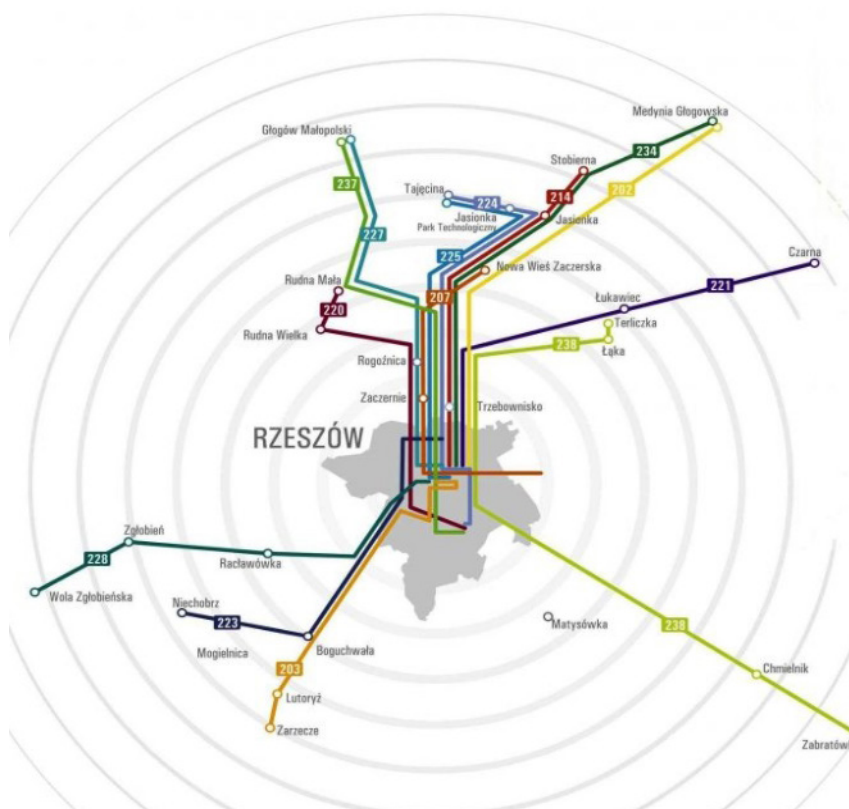 Medynia Głogowska
Głogów Małopolski
234
Stobierna
237
Tajęcina
224
214
202
Jasionka
Park Technologiczny
Jasionka
227
225
Czarna
Nowa Wieś Zaczerska
Rudna Mała
221
207
Łukawiec
220
Terliczka
Rudna Wielka
238
Łąka
Rogoźnica
Zaczernie
Trzebownisko
RZESZÓW
Zgłobień
228
Racławówka
Wola Zgłobieńska
Niechobrz
223
Matysówka
238
Mogielnica
Boguchwała
203
Chmielnik
Lutoryż
Zarzecze
Zabratówk